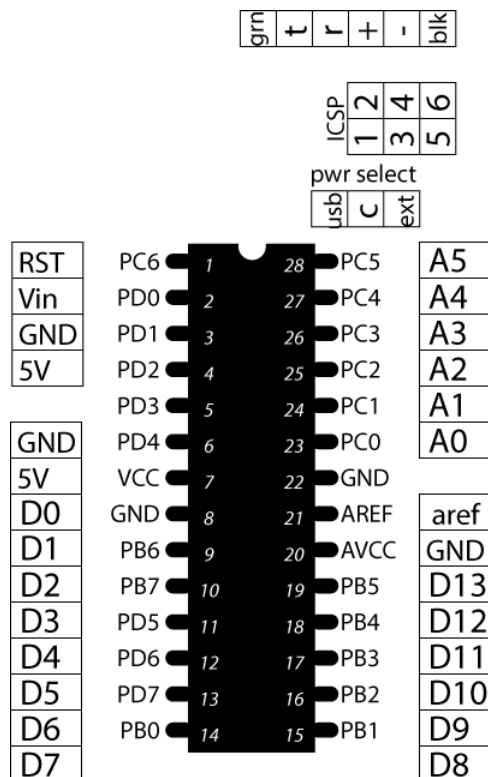 grn t r + - blk
ICSP
2 4 6
1 3 5
pwr select
usb c ext
RST PC6 1 28 PC5 A5
Vin PD0 2 27 PC4 A4
GND PD1 3 26 PC3 A3
5V PD2 4 25 PC2 A2
PD3 5 24 PC1 A1
GND PD4 6 23 PC0 A0
5V VCC 7 22 GND
D0 GND 8 21 AREF aref
D1 PB6 9 20 AVCC GND
D2 PB7 10 19 PB5 D13
D3 PD5 11 18 PB4 D12
D4 PD6 12 17 PB3 D11
D5 PD7 13 16 PB2 D10
D6 PB0 14 15 PB1 D9
D7 D8